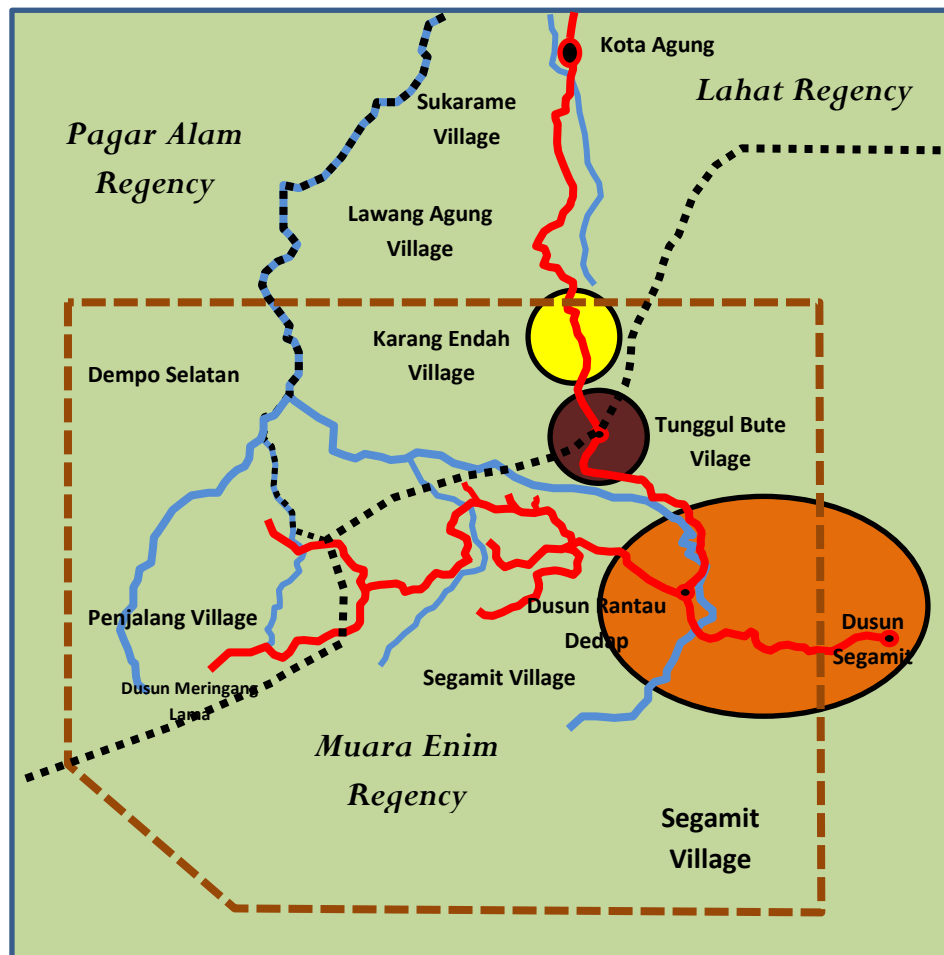 Kota Agung
Lahat Regency
Sukarame
Village
Pagar Alam
Regency
Lawang Agung
Village
Karang Endah
Village
Dempo Selatan
Tunggul Bute
Vilage
Penjalang Village
Dusun Rantau
Dedap
Dusun
Segamit
Dusun Meringang
Lama
Segamit Village
Muara Enim
Regency
Segamit
Village